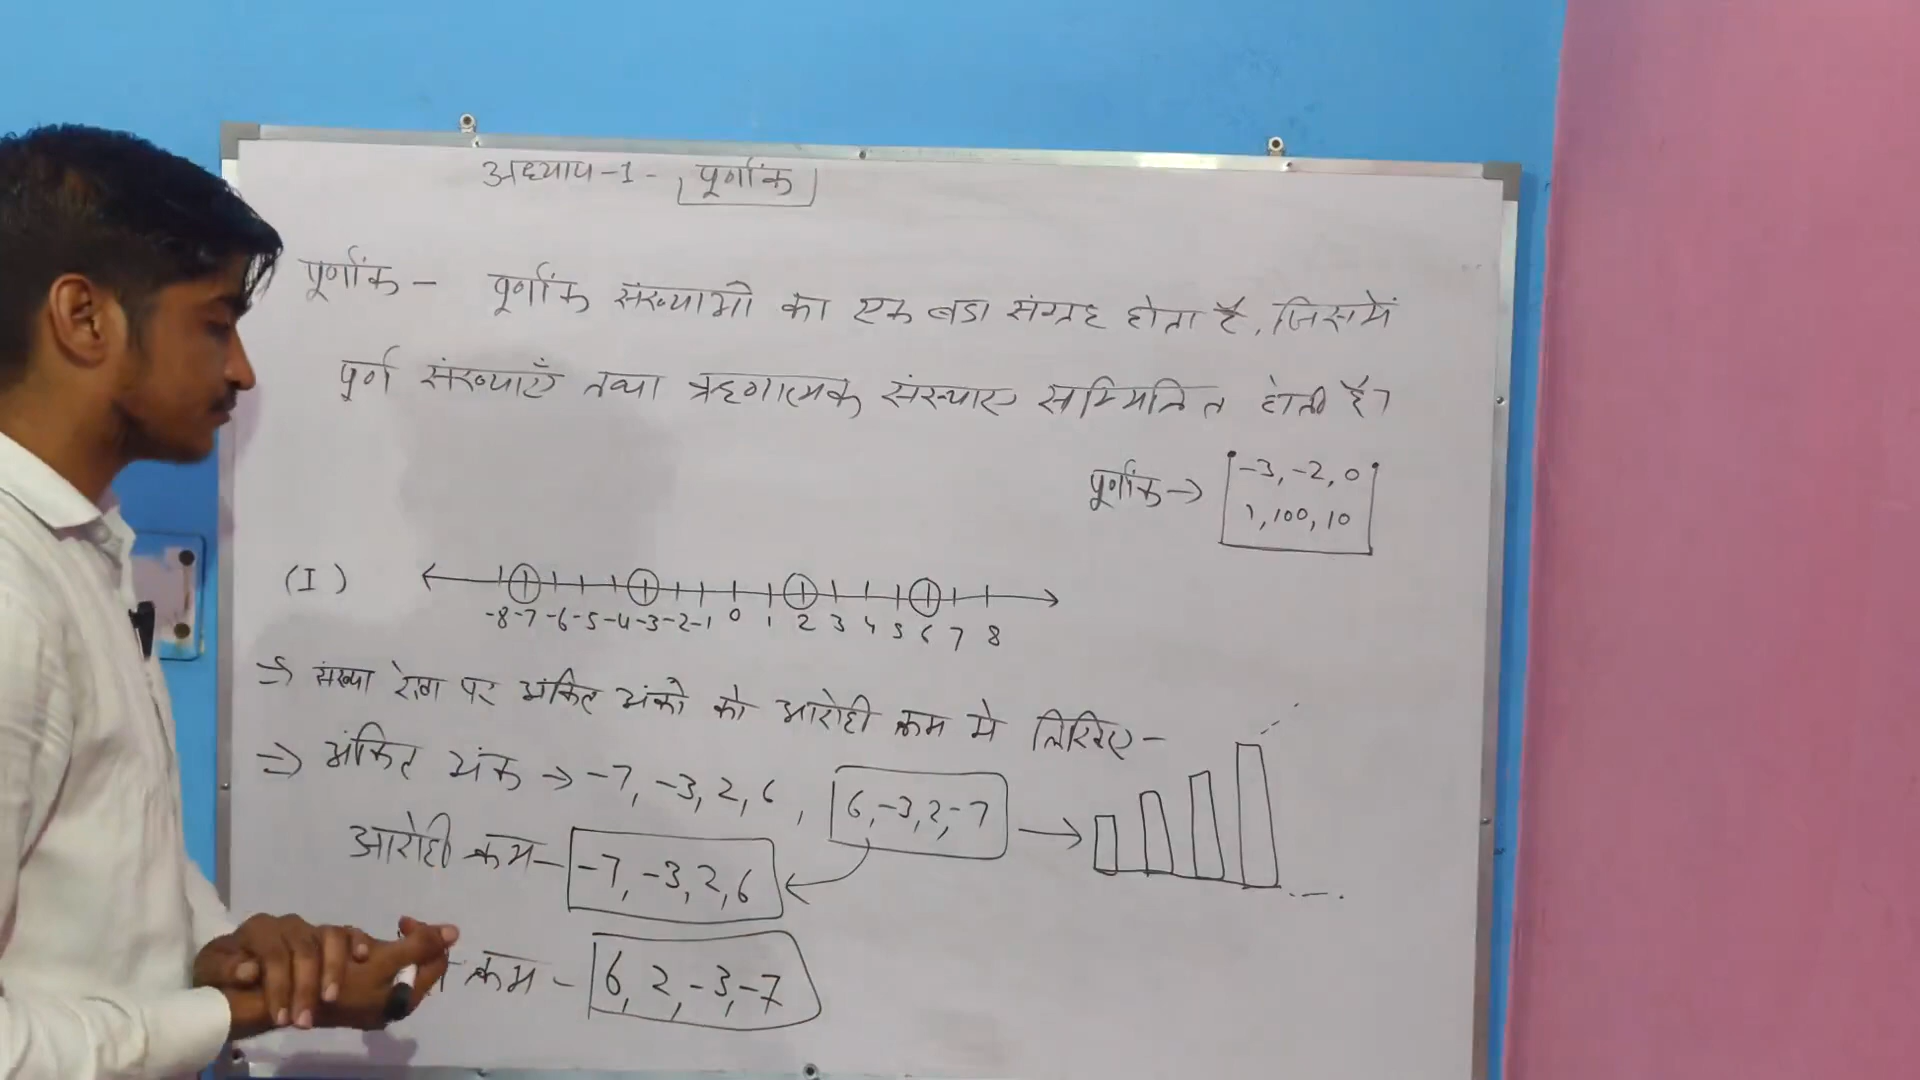 अध्याय-1- पूर्णांक
पूर्णांक - पूर्णांक संख्याओं का एक बडा संग्रह होता है, जिसमें
पूर्ण संख्याएँ तथा ऋणात्मक संख्याए सम्मिलित होती है।
पूर्णांक → -3, -2, 0
1, 100, 10
(I)
-8 -7 -6 -5 -4 -3 -2 -1 0 1 2 3 4 5 6 7 8
⇒ संख्या रेखा पर अंकित अंको को आरोही क्रम मे लिखिए -
⇒ अंकित अंक → -7, -3, 2, 6, 6, -3, 2, -7
आरोही क्रम - -7, -3, 2, 6
क्रम - 6, 2, -3, -7